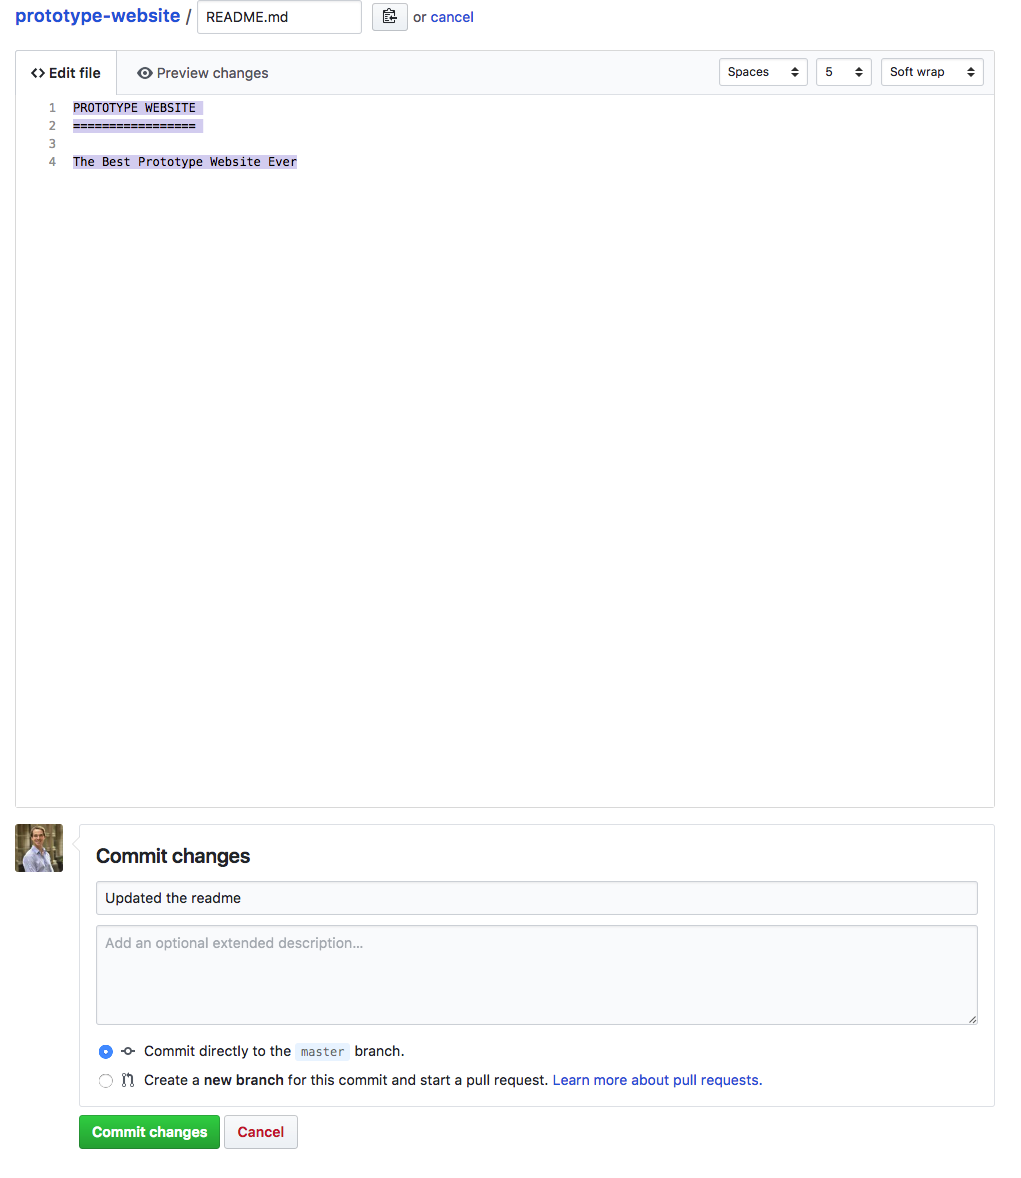 prototype-website / README.md or cancel
<> Edit file Preview changes Spaces 5 Soft wrap
1 PROTOTYPE WEBSITE
2 =================
3
4 The Best Prototype Website Ever
Commit changes
Updated the readme
Add an optional extended description...
Commit directly to the master branch.
Create a new branch for this commit and start a pull request. Learn more about pull requests.
Commit changes Cancel